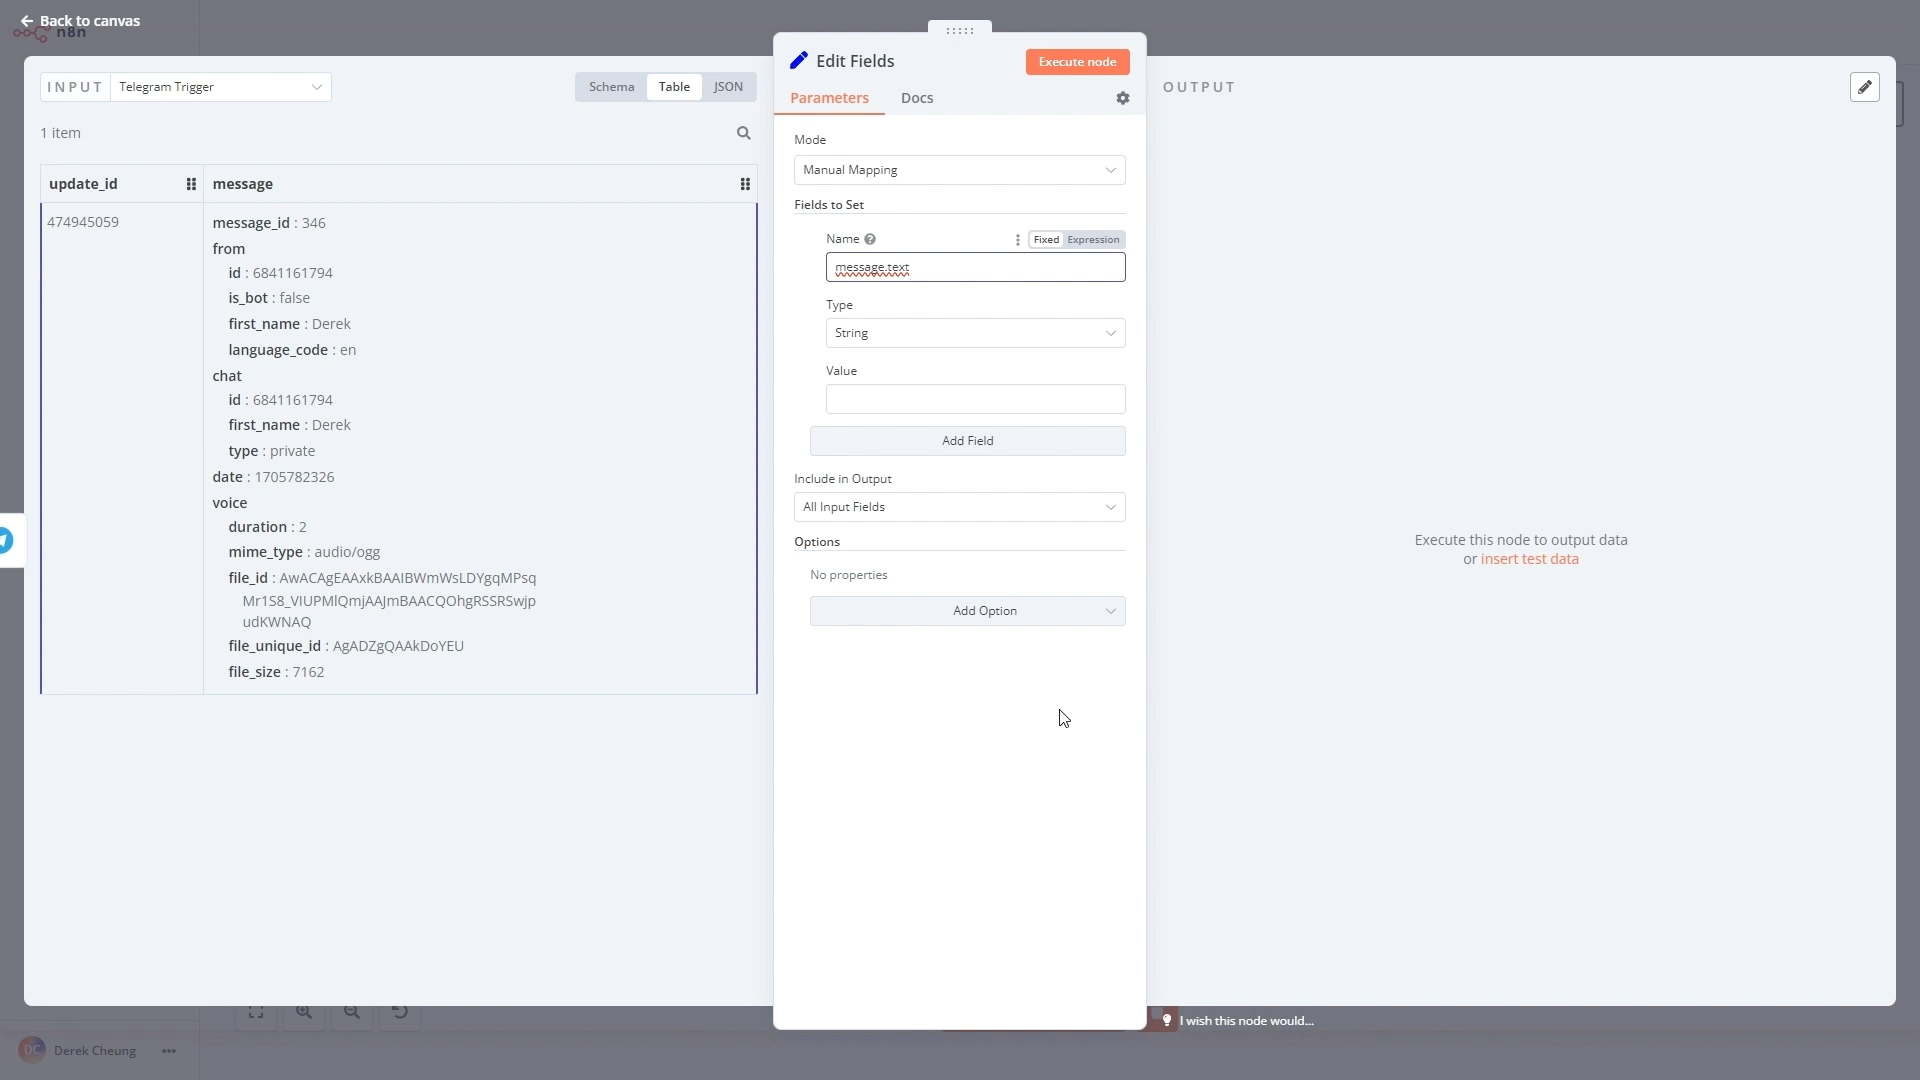 Back to canvas
n8n
INPUT Telegram Trigger
Schema Table JSON
1 item
update_id message
474945059
message_id : 346
from
id : 6841161794
is_bot : false
first_name : Derek
language_code : en
chat
id : 6841161794
first_name : Derek
type : private
date : 1705782326
voice
duration : 2
mime_type : audio/ogg
file_id : AwACAgEAAxkBAAIBWmWsLDYgqMPsq
Mr1S8_VIUPMlQmjAAJmBAACQOhgRSSRSwjp
udKWNAQ
file_unique_id : AgADZgQAAkDoYEU
file_size : 7162
Edit Fields
Execute node
Parameters Docs
Mode
Manual Mapping
Fields to Set
Name Fixed Expression
message.text
Type
String
Value
Add Field
Include in Output
All Input Fields
Options
No properties
Add Option
OUTPUT
Execute this node to output data
or insert test data
I wish this node would...
DC Derek Cheung